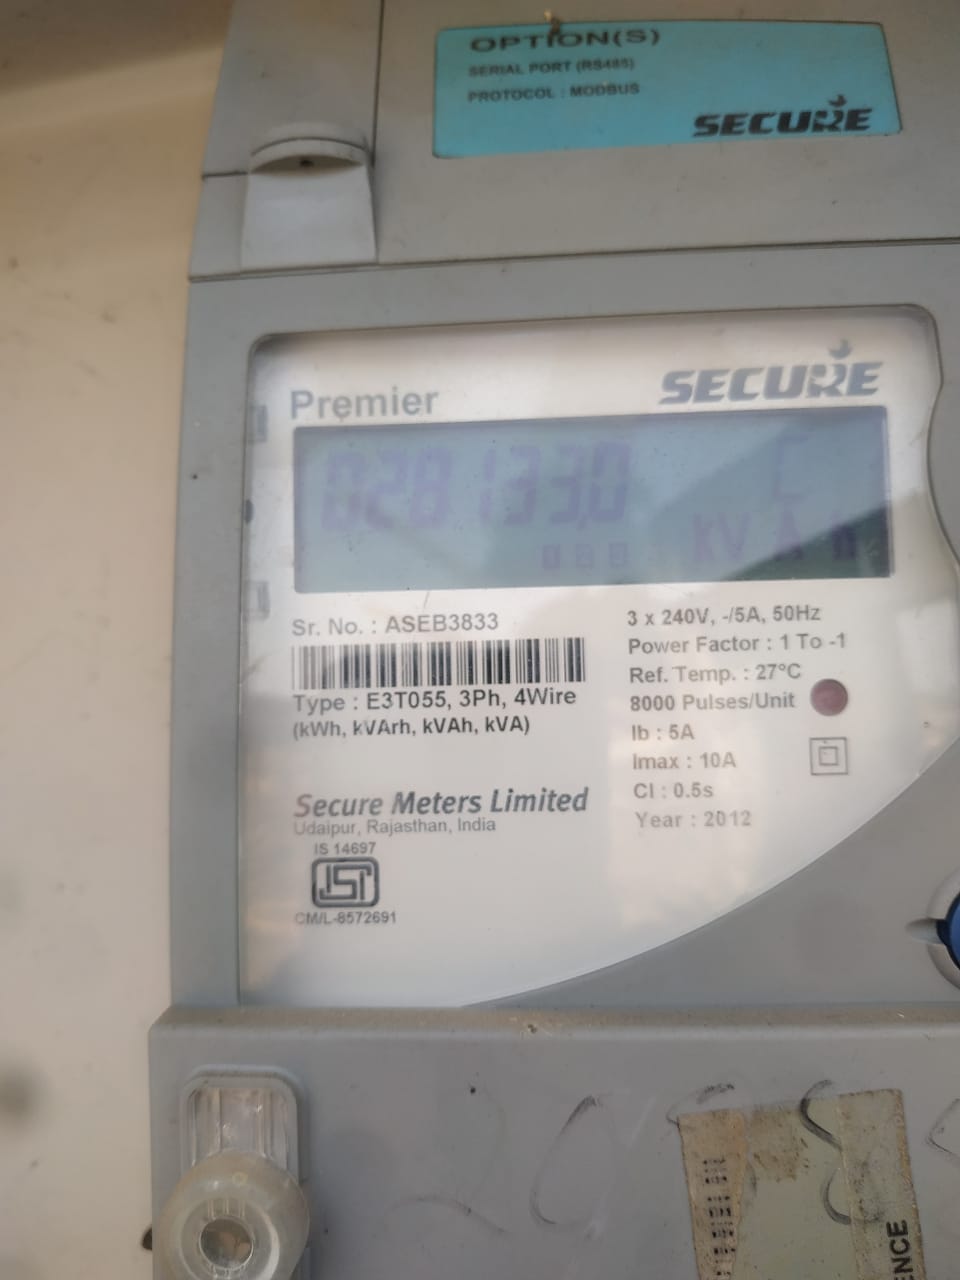 OPTION(S)
SERIAL PORT (RS485)
PROTOCOL : MODBUS
SECURE
Premier
SECURE
028133.0
kVAh
Sr. No. : ASEB3833
Type : E3T055, 3Ph, 4Wire
(kWh, kVArh, kVAh, kVA)
3 x 240V, -/5A, 50Hz
Power Factor : 1 To -1
Ref. Temp. : 27°C
8000 Pulses/Unit
Ib : 5A
Imax : 10A
Cl : 0.5s
Year : 2012
Secure Meters Limited
Udaipur, Rajasthan, India
IS 14697
CM/L-8572691